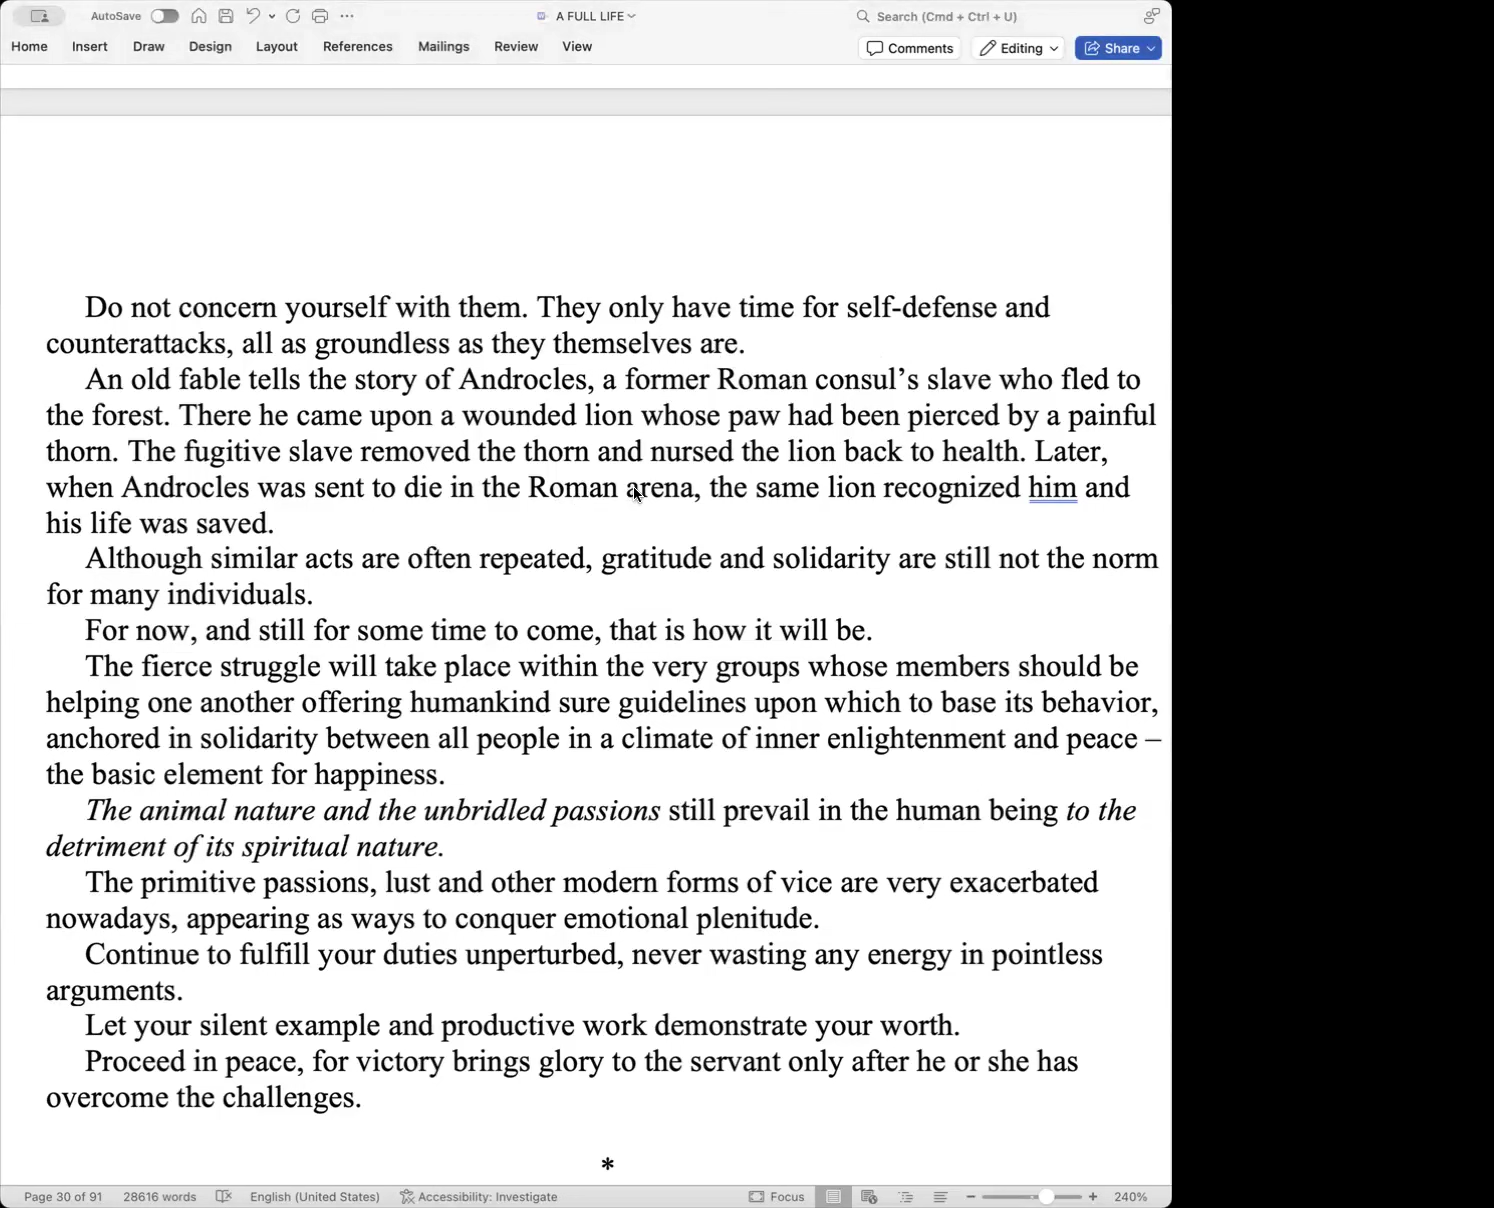 AutoSave
A FULL LIFE
Search (Cmd + Ctrl + U)
Home Insert Draw Design Layout References Mailings Review View
Comments Editing Share
Do not concern yourself with them. They only have time for self-defense and
counterattacks, all as groundless as they themselves are.
An old fable tells the story of Androcles, a former Roman consul’s slave who fled to
the forest. There he came upon a wounded lion whose paw had been pierced by a painful
thorn. The fugitive slave removed the thorn and nursed the lion back to health. Later,
when Androcles was sent to die in the Roman arena, the same lion recognized him and
his life was saved.
Although similar acts are often repeated, gratitude and solidarity are still not the norm
for many individuals.
For now, and still for some time to come, that is how it will be.
The fierce struggle will take place within the very groups whose members should be
helping one another offering humankind sure guidelines upon which to base its behavior,
anchored in solidarity between all people in a climate of inner enlightenment and peace –
the basic element for happiness.
The animal nature and the unbridled passions still prevail in the human being to the
detriment of its spiritual nature.
The primitive passions, lust and other modern forms of vice are very exacerbated
nowadays, appearing as ways to conquer emotional plenitude.
Continue to fulfill your duties unperturbed, never wasting any energy in pointless
arguments.
Let your silent example and productive work demonstrate your worth.
Proceed in peace, for victory brings glory to the servant only after he or she has
overcome the challenges.
*
Page 30 of 91 28616 words English (United States) Accessibility: Investigate Focus 240%